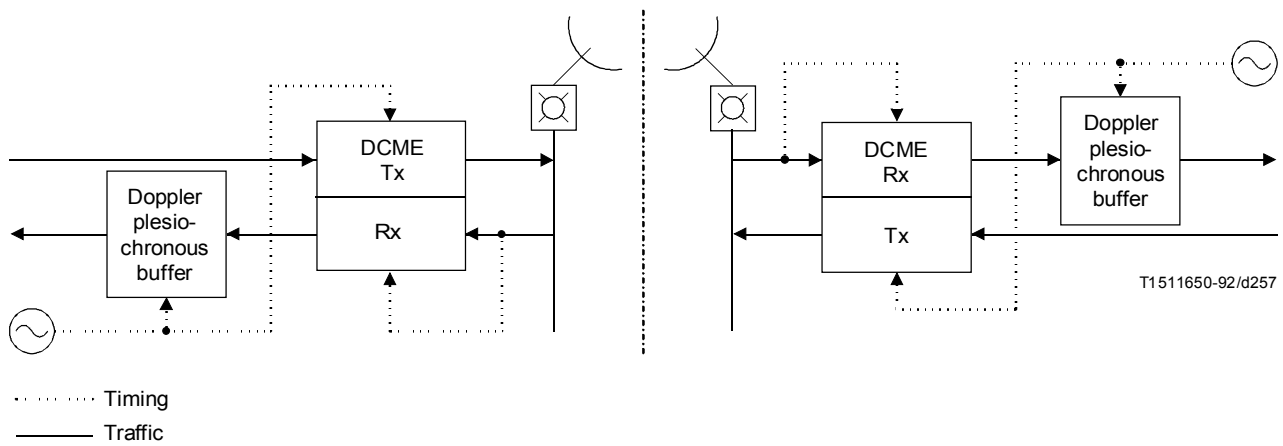 DCME
Tx
Rx
Doppler
plesio-
chronous
buffer
DCME
Rx
Tx
Doppler
plesio-
chronous
buffer
T1511650-92/d257
Timing
Traffic